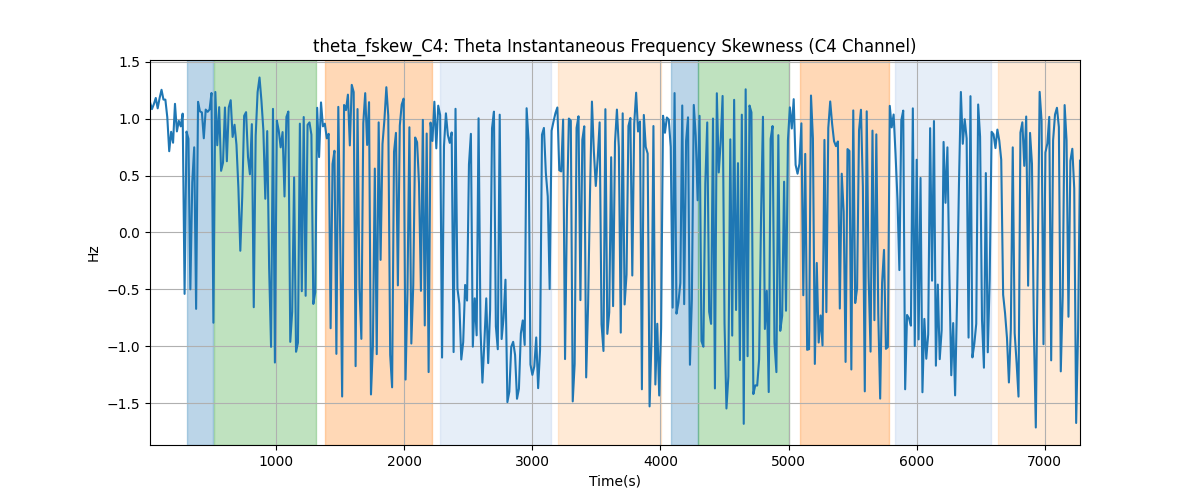 theta_fskew_C4: Theta Instantaneous Frequency Skewness (C4 Channel)
1.5
1.0
0.5
0.0
−0.5
−1.0
−1.5
Hz
1000 2000 3000 4000 5000 6000 7000
Time(s)